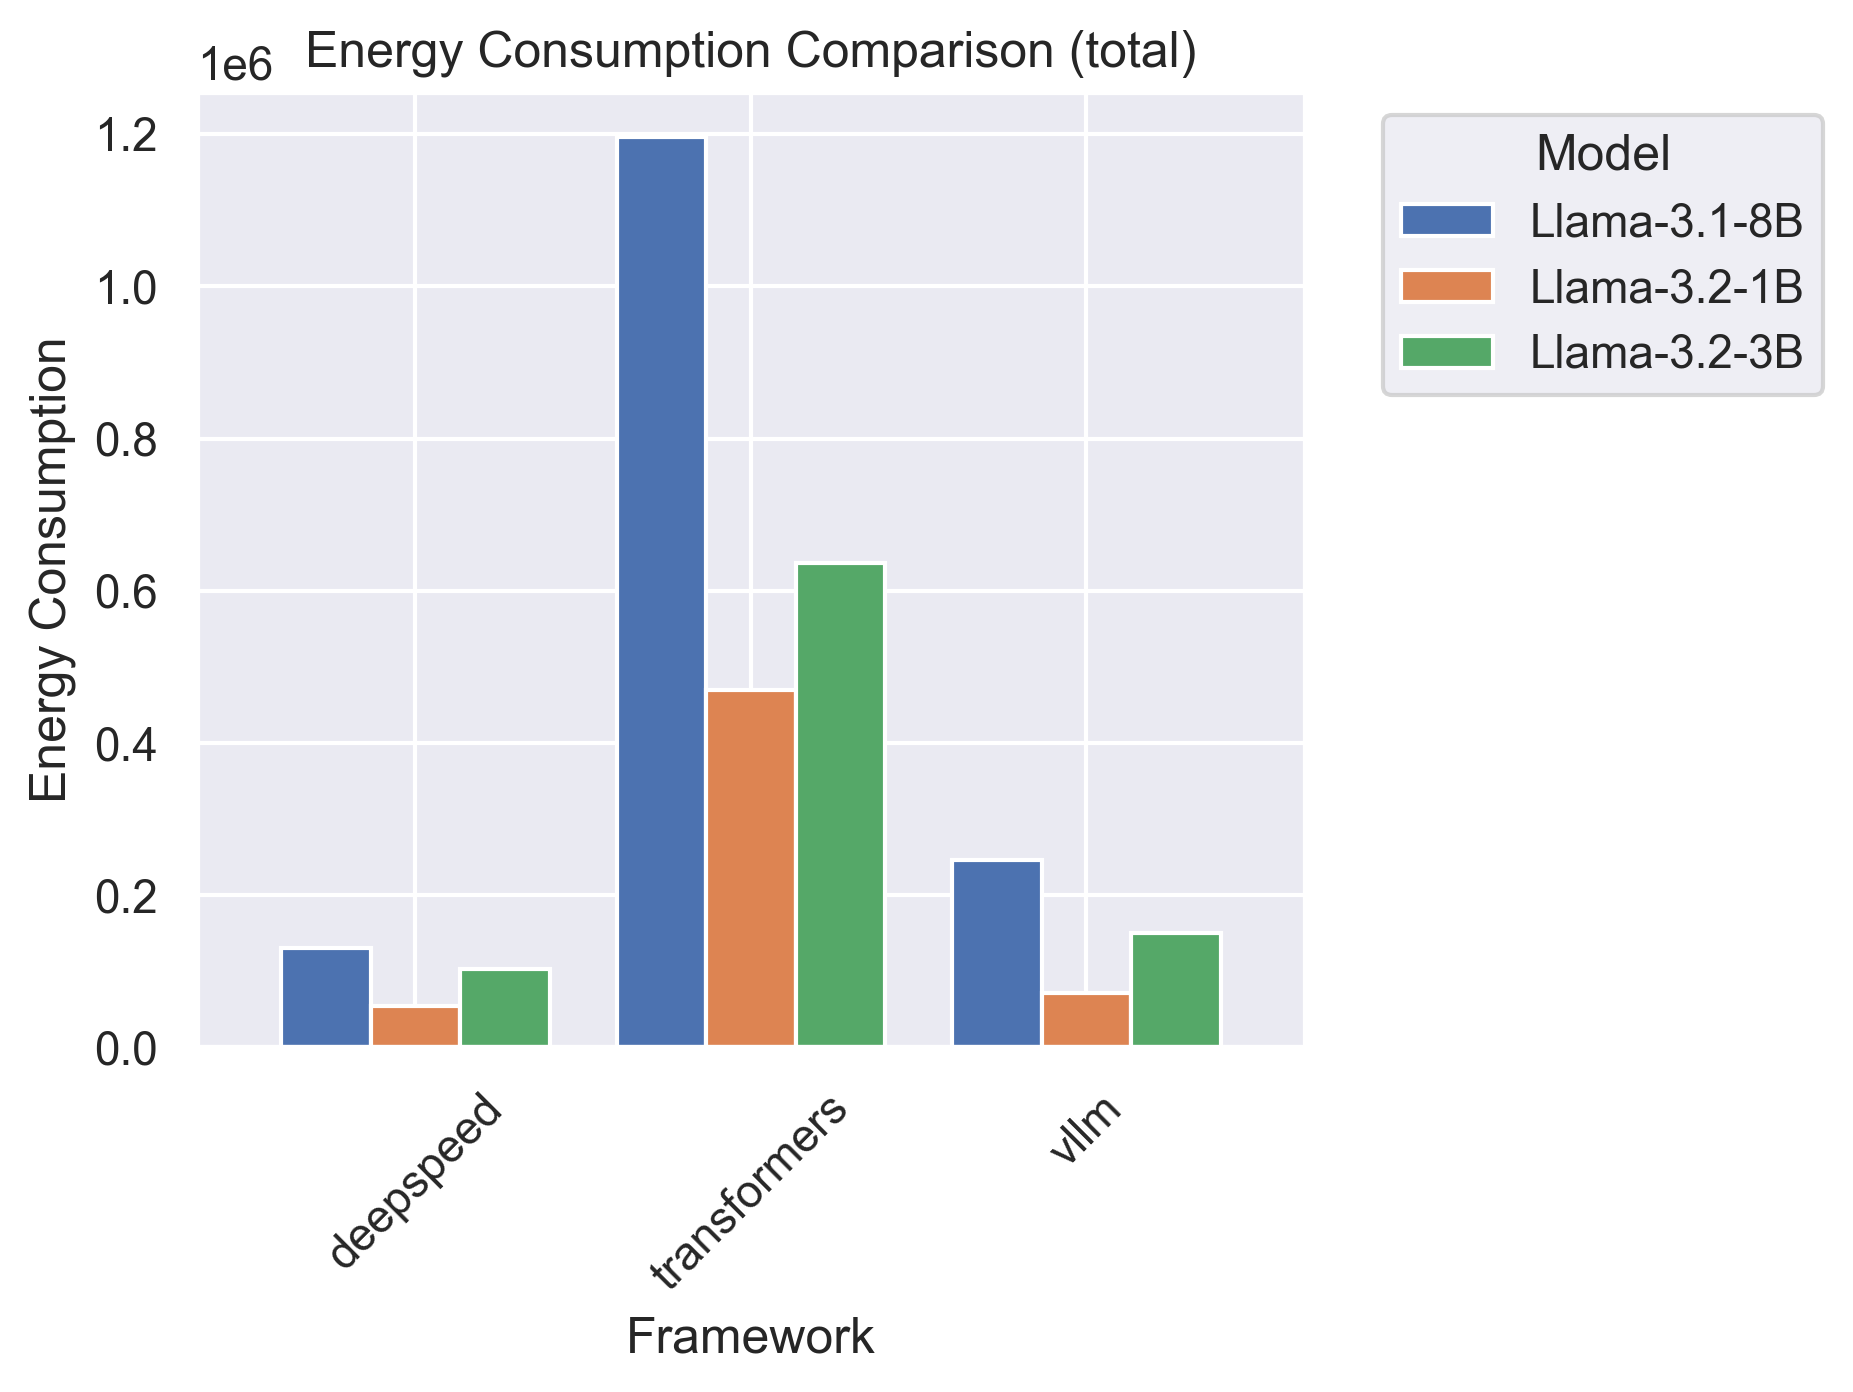 Energy Consumption Comparison (total)
1e6
1.2
1.0
0.8
0.6
0.4
0.2
0.0
Energy Consumption
deepspeed
transformers
vllm
Framework
Model
Llama-3.1-8B
Llama-3.2-1B
Llama-3.2-3B